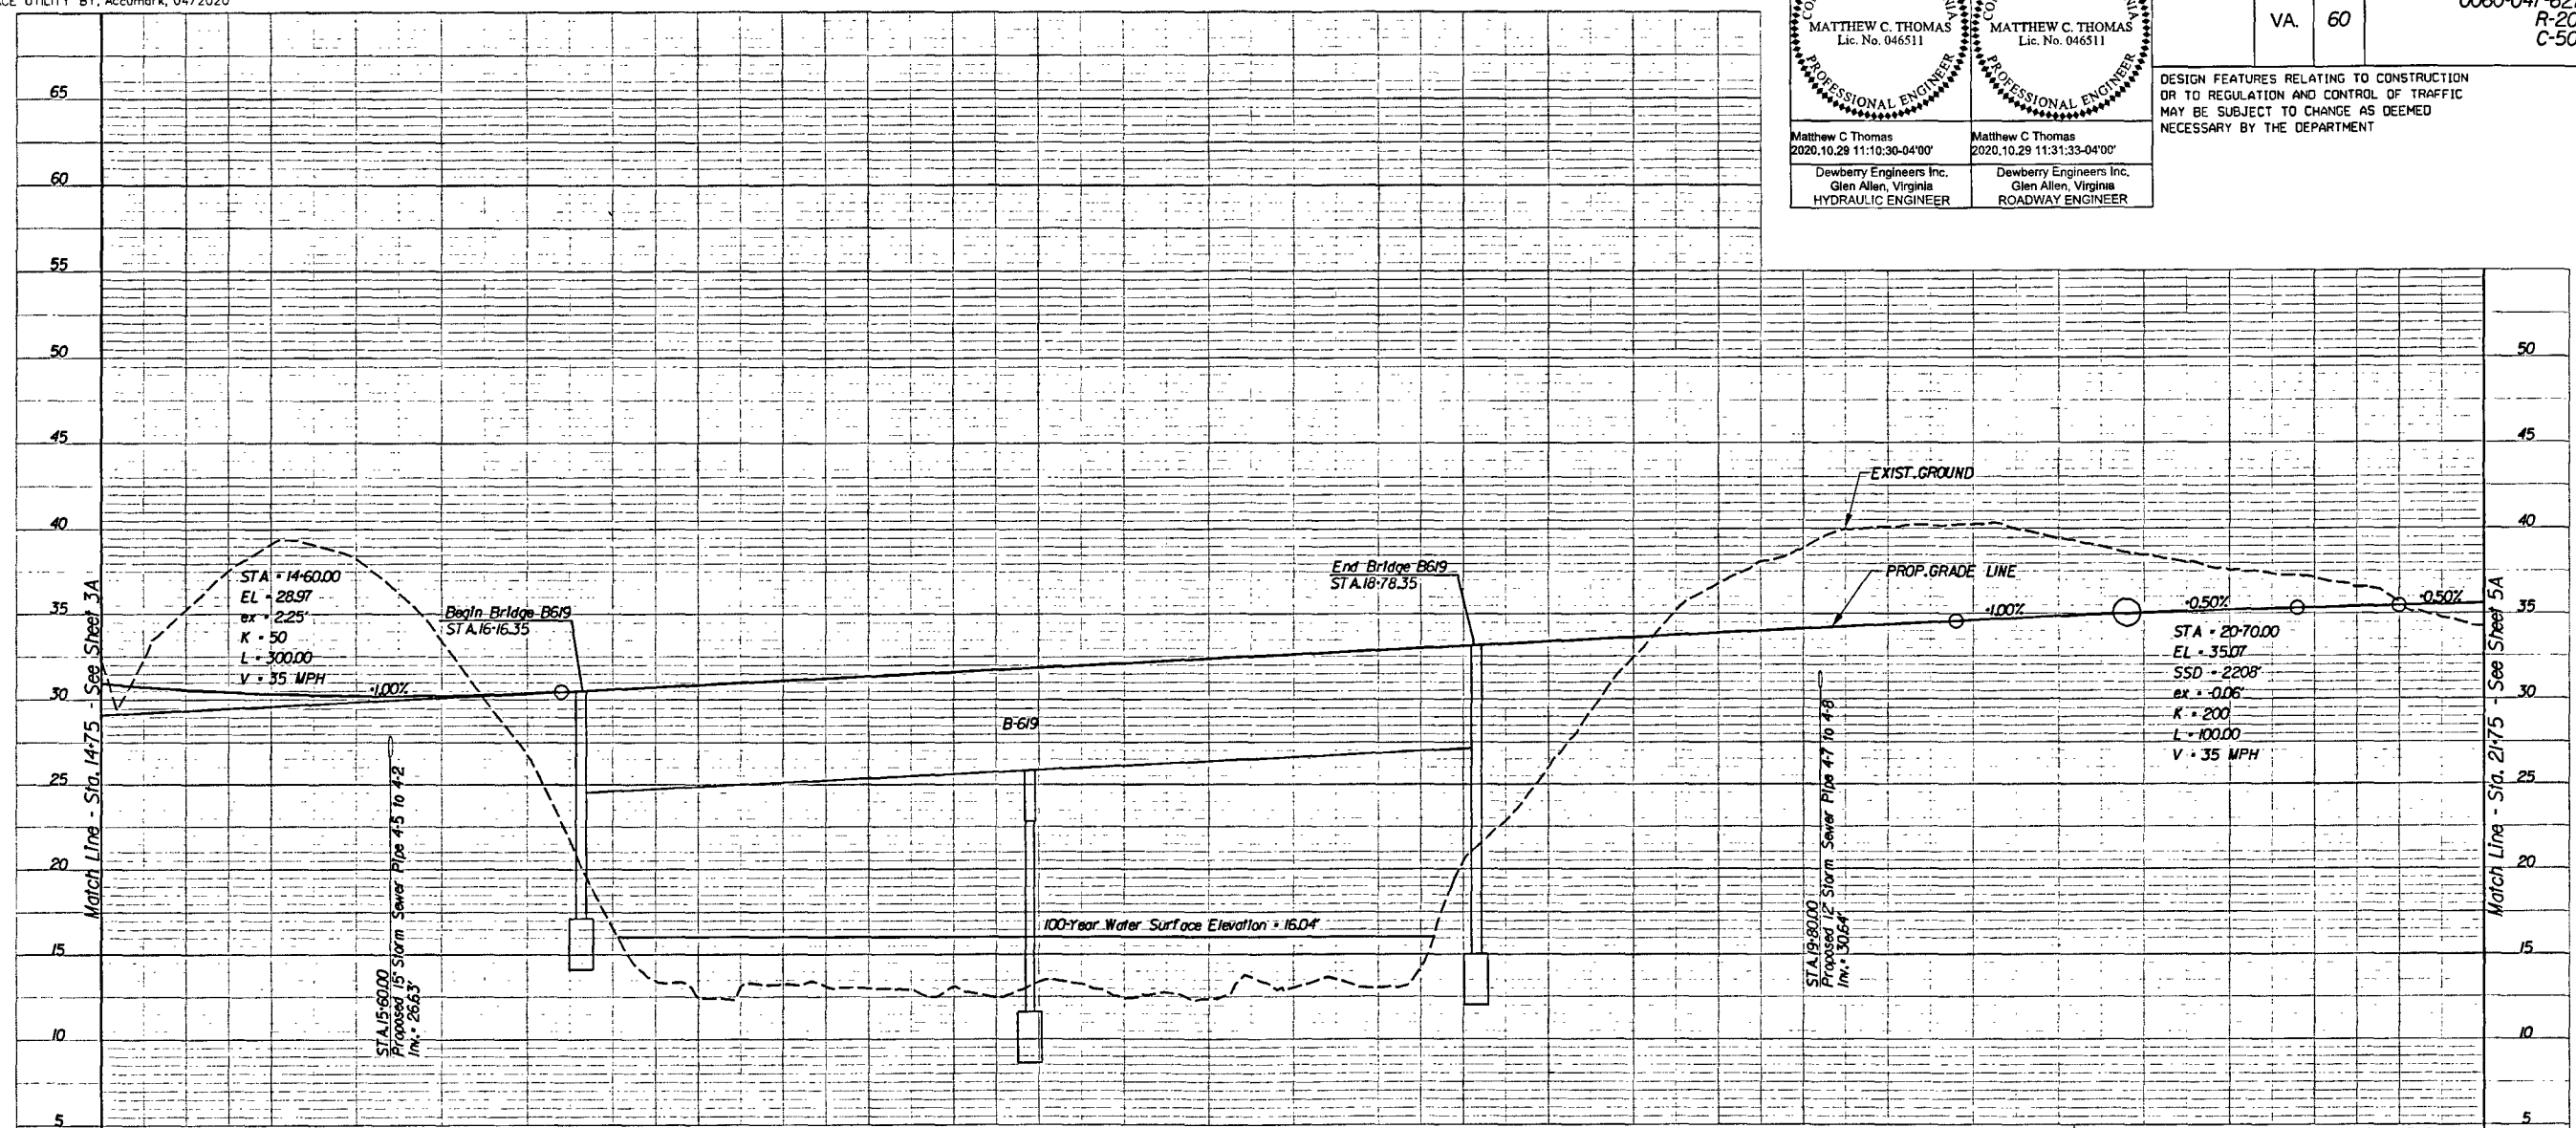 UTILITY BY, Accumark, 04/2020
MATTHEW C. THOMAS
Lic. No. 046511
PROFESSIONAL ENGINEER
MATTHEW C. THOMAS
Lic. No. 046511
PROFESSIONAL ENGINEER
Matthew C Thomas
2020.10.29 11:10:30-04'00'
Matthew C Thomas
2020.10.29 11:31:33-04'00'
Dewberry Engineers Inc.
Glen Allen, Virginia
HYDRAULIC ENGINEER
Dewberry Engineers Inc.
Glen Allen, Virginia
ROADWAY ENGINEER
VA.
60
R-20
C-50
DESIGN FEATURES RELATING TO CONSTRUCTION
OR TO REGULATION AND CONTROL OF TRAFFIC
MAY BE SUBJECT TO CHANGE AS DEEMED
NECESSARY BY THE DEPARTMENT
65
60
55
50
45
40
35
30
25
20
15
10
5
Match Line - Sta. 14+75 - See Sheet 3A
STA = 14+60.00
EL = 28.97
ex = 2.25'
K = 50
L = 300.00
V = 35 MPH
+1.00%
Begin Bridge B619
STA.16+16.35
STA.15+60.00
Proposed 15" Storm Sewer Pipe 4-5 to 4-2
Inv.= 26.63'
B-619
100-Year Water Surface Elevation = 16.04'
End Bridge B619
STA.18+78.35
EXIST.GROUND
PROP.GRADE LINE
STA.19+80.00
Proposed 12" Storm Sewer Pipe 4-7 to 4-8
Inv.= 30.64'
+1.00%
+0.50%
+0.50%
STA = 20+70.00
EL = 35.07
SSD = 2208'
ex = -0.06'
K = 200
L = 100.00
V = 35 MPH
Match Line - Sta. 21+75 - See Sheet 5A
50
45
40
35
30
25
20
15
10
5